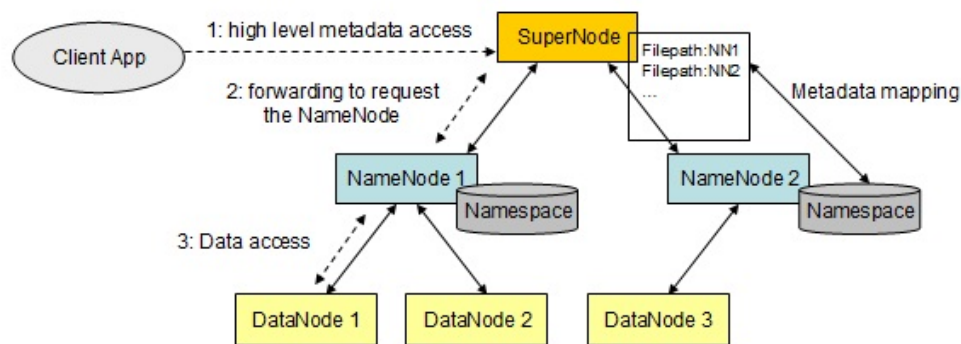 1: high level metadata access
Client App
SuperNode
Filepath:NN1
Filepath:NN2
...
2: forwarding to request
the NameNode
Metadata mapping
NameNode 1
Namespace
NameNode 2
Namespace
3: Data access
DataNode 1
DataNode 2
DataNode 3